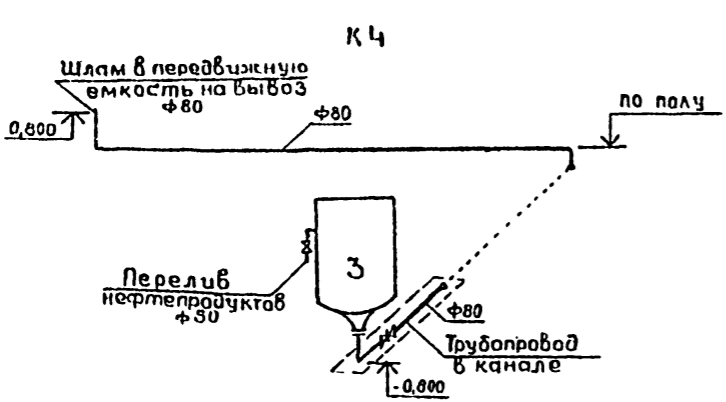 К4
Шлам в передвижную
емкость на вывоз
ф80
0,800
ф80
по полу
3
Перелив
нефтепродуктов
ф50
ф80
Трубопровод
в канале
-0,800